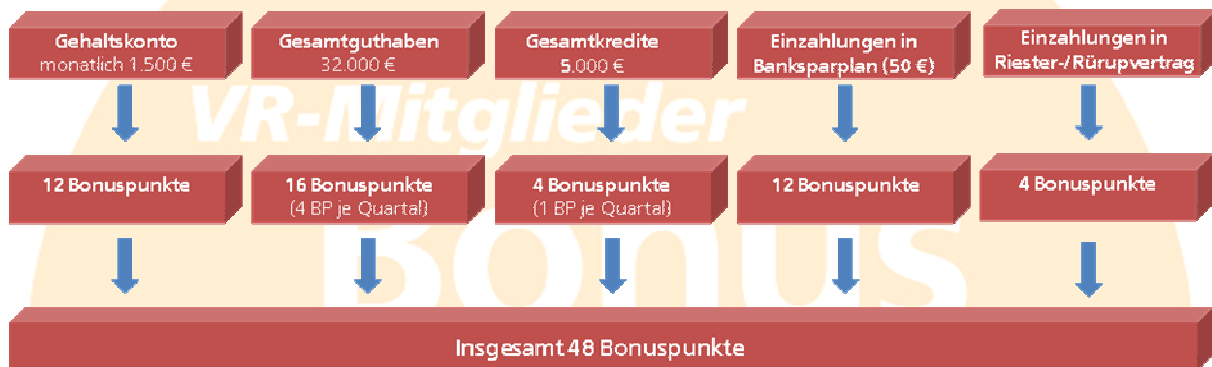 Gehaltskonto
monatlich 1.500 €
Gesamtguthaben
32.000 €
Gesamtkredite
5.000 €
Einzahlungen in
Banksparplan (50 €)
Einzahlungen in
Riester-/Rürupvertrag
VR-Mitglieder
12 Bonuspunkte
16 Bonuspunkte
(4 BP je Quartal)
4 Bonuspunkte
(1 BP je Quartal)
12 Bonuspunkte
4 Bonuspunkte
Bonus
Insgesamt 48 Bonuspunkte